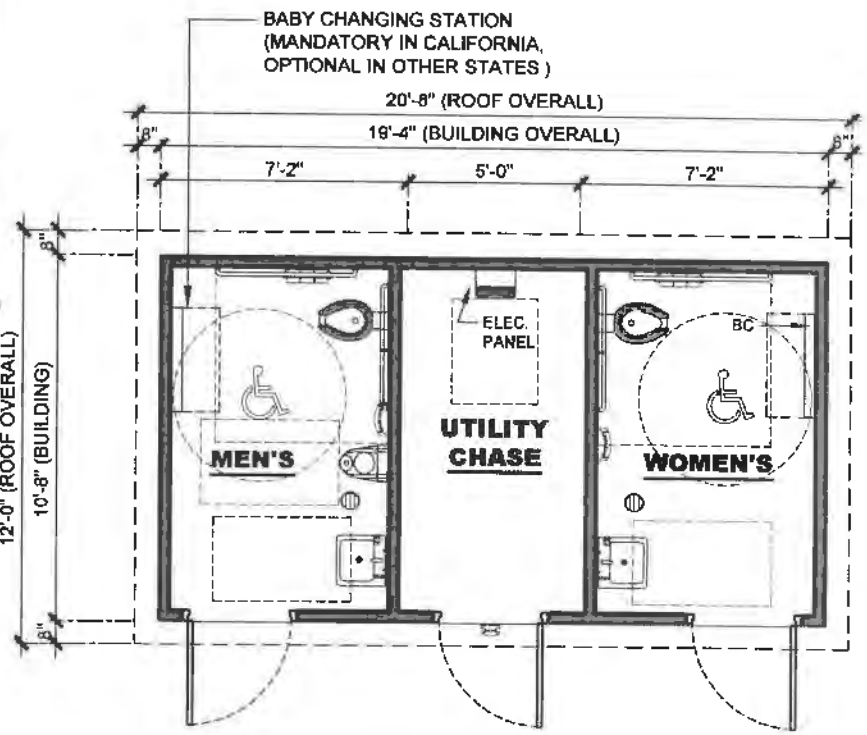 BABY CHANGING STATION
(MANDATORY IN CALIFORNIA,
OPTIONAL IN OTHER STATES )
20'-8" (ROOF OVERALL)
8"
19'-4" (BUILDING OVERALL)
8"
7'-2"
5'-0"
7'-2"
8"
12'-0" (ROOF OVERALL)
10'-8" (BUILDING)
8"
ELEC.
PANEL
BC
MEN'S
UTILITY
CHASE
WOMEN'S